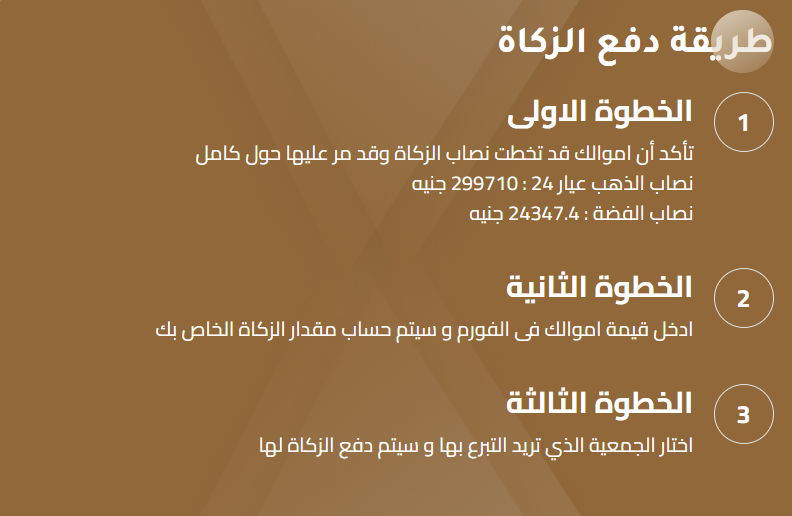 طريقة دفع الزكاة
1
الخطوة الاولى
تأكد أن اموالك قد تخطت نصاب الزكاة وقد مر عليها حول كامل
نصاب الذهب عيار 24 : 299710 جنيه
نصاب الفضة : 24347.4 جنيه
2
الخطوة الثانية
ادخل قيمة اموالك فى الفورم و سيتم حساب مقدار الزكاة الخاص بك
3
الخطوة الثالثة
اختار الجمعية الذي تريد التبرع بها و سيتم دفع الزكاة لها